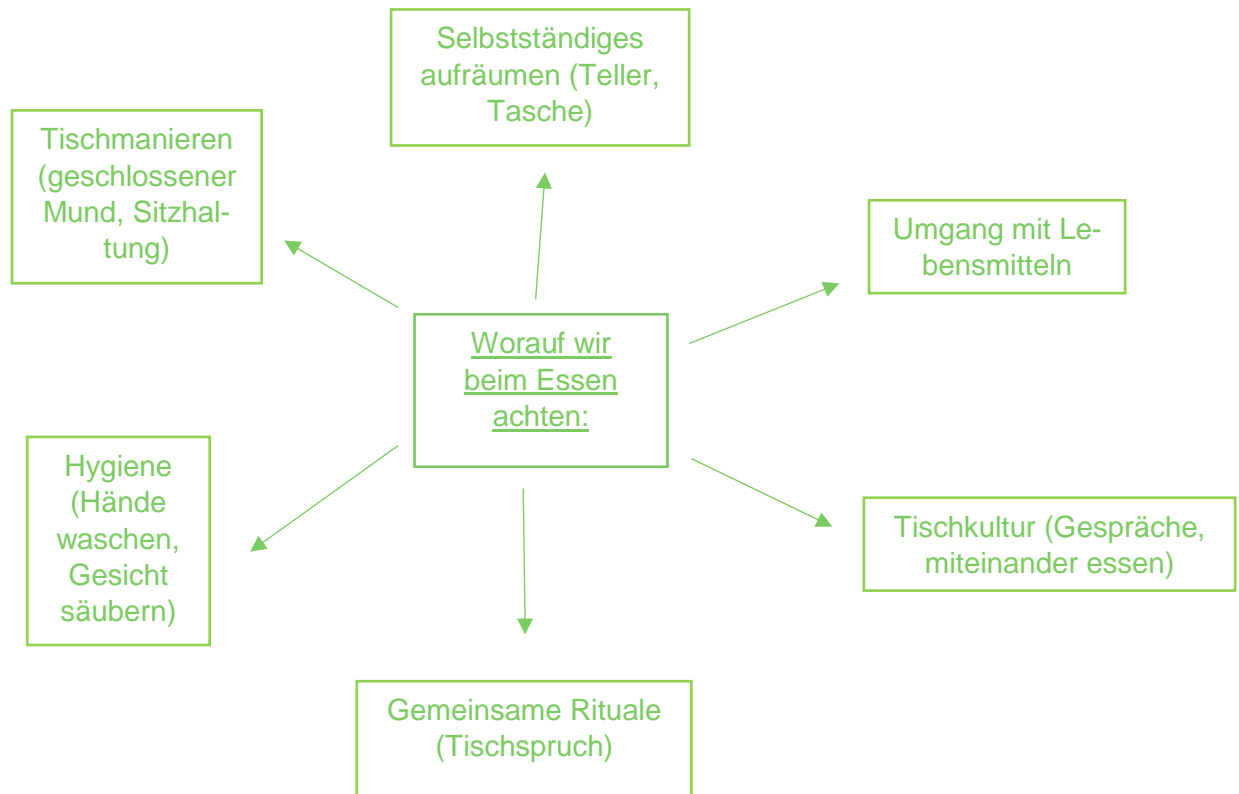 Selbstständiges
aufräumen (Teller,
Tasche)
Tischmanieren
(geschlossener
Mund, Sitzhal-
tung)
Umgang mit Le-
bensmitteln
Worauf wir
beim Essen
achten:
Hygiene
(Hände
waschen,
Gesicht
säubern)
Tischkultur (Gespräche,
miteinander essen)
Gemeinsame Rituale
(Tischspruch)